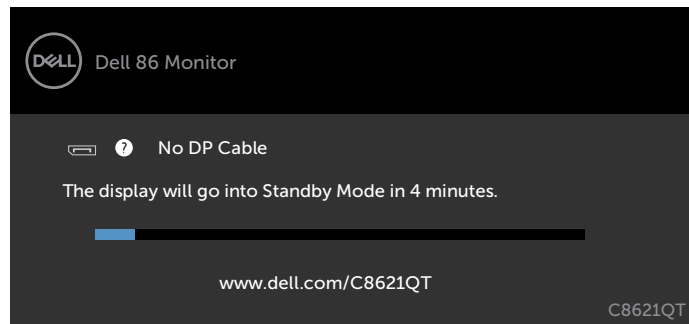 DELL
Dell 86 Monitor
? No DP Cable
The display will go into Standby Mode in 4 minutes.
www.dell.com/C8621QT
C8621QT